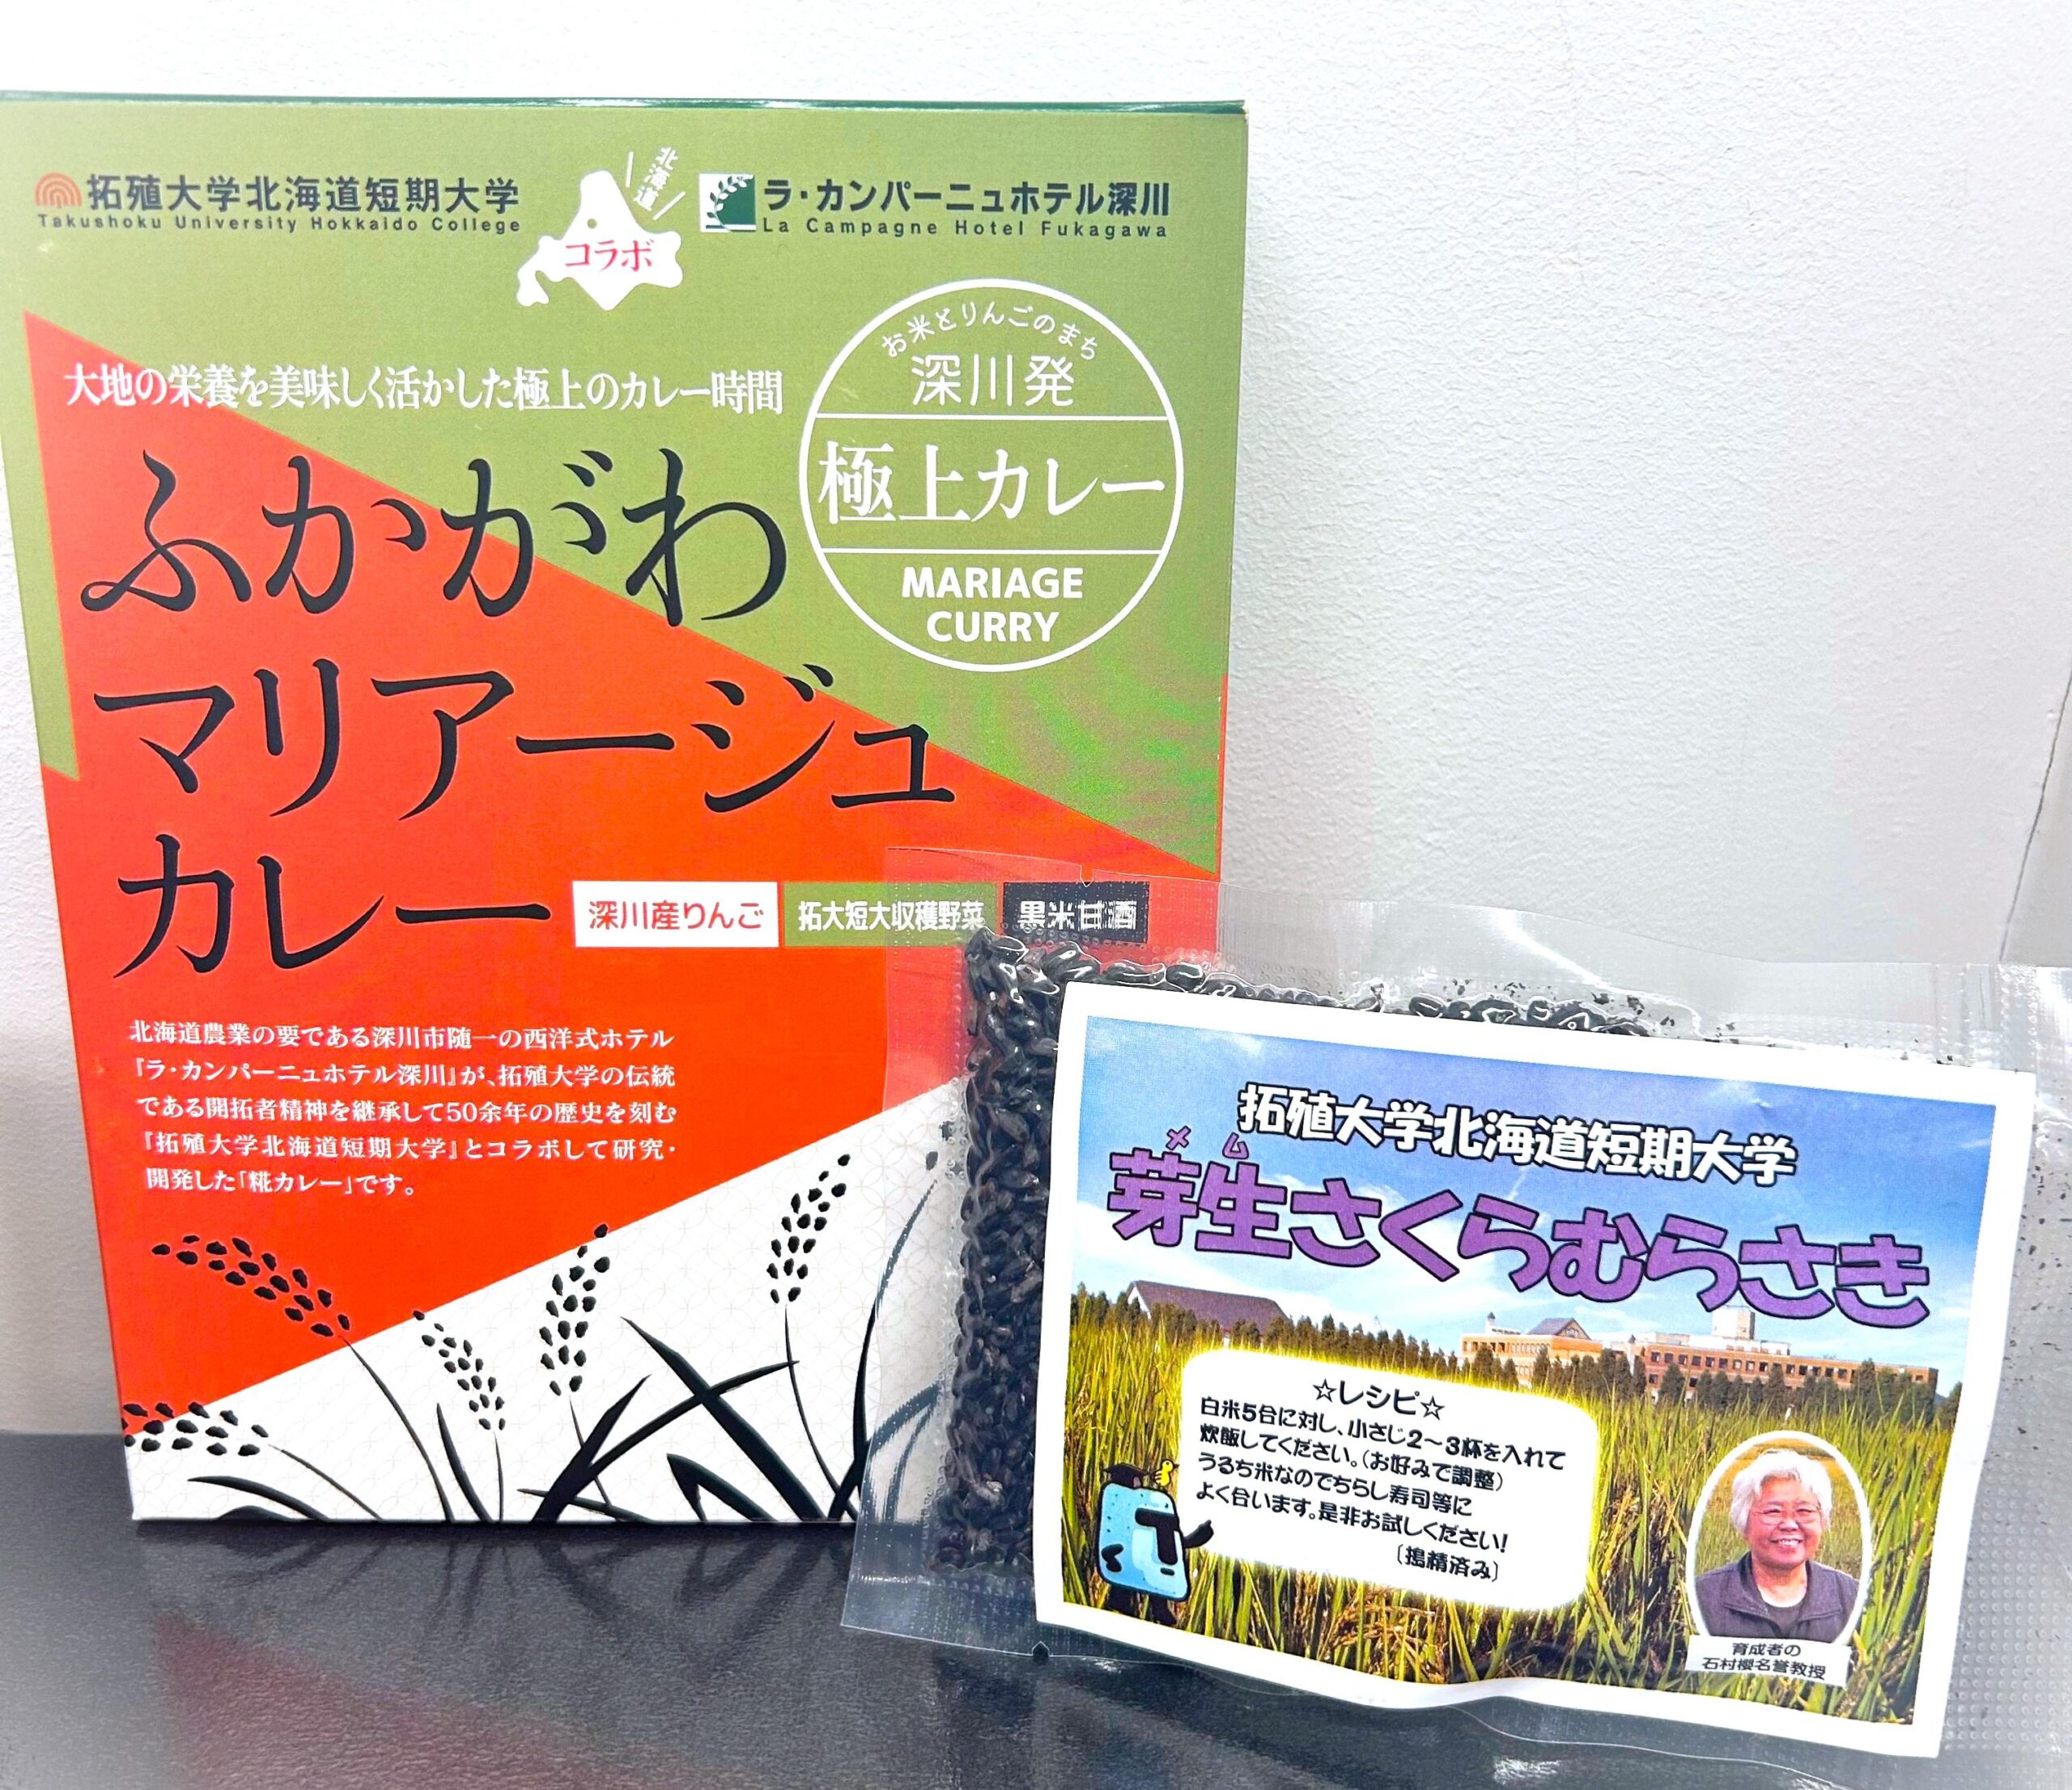 拓殖大学北海道短期大学
Takushoku University Hokkaido College
北海道
コラボ
ラ・カンパーニュホテル深川
La Campagne Hotel Fukagawa
お米とりんごのまち
深川発
極上カレー
MARIAGE
CURRY
大地の栄養を美味しく活かした極上のカレー時間
ふかがわ
マリアージュ
カレー
深川産りんご
拓大短大収穫野菜
黒米甘酒
北海道農業の要である深川市随一の西洋式ホテル
『ラ・カンパーニュホテル深川』が、拓殖大学の伝統
である開拓者精神を継承して50余年の歴史を刻む
『拓殖大学北海道短期大学』とコラボして研究・
開発した「糀カレー」です。
拓殖大学北海道短期大学
メ ム
芽生さくらむらさき
☆レシピ☆
白米5合に対し、小さじ2～3杯を入れて
炊飯してください。(お好みで調整)
うるち米なのでちらし寿司等に
よく合います。是非お試しください!
〔搗精済み〕
育成者の
石村櫻名誉教授